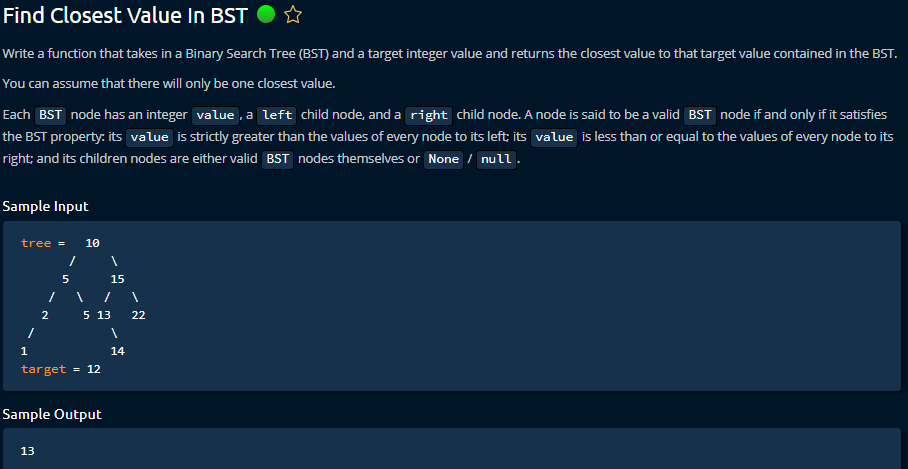 Find Closest Value In BST
Write a function that takes in a Binary Search Tree (BST) and a target integer value and returns the closest value to that target value contained in the BST.
You can assume that there will only be one closest value.
Each BST node has an integer value, a left child node, and a right child node. A node is said to be a valid BST node if and only if it satisfies
the BST property: its value is strictly greater than the values of every node to its left; its value is less than or equal to the values of every node to its
right; and its children nodes are either valid BST nodes themselves or None / null.
Sample Input
tree =   10
       /     \
      5      15
    /   \   /   \
   2     5 13   22
 /           \
1            14
target = 12
Sample Output
13